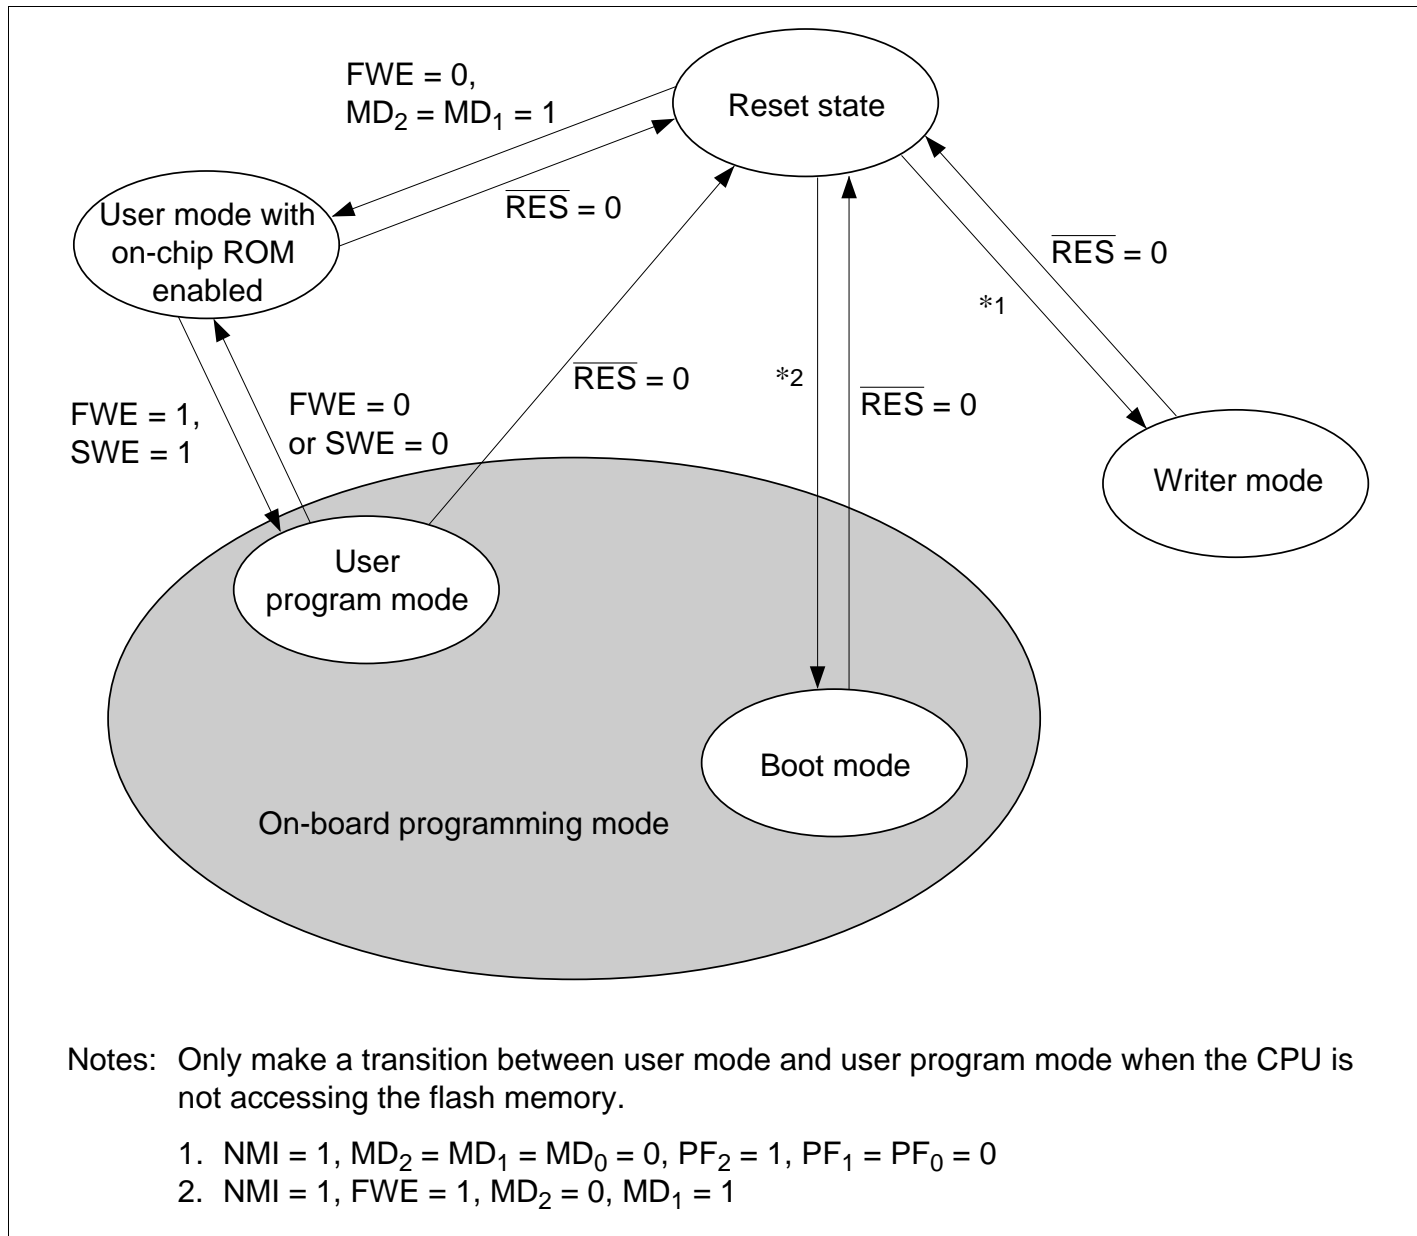 FWE = 0,
MD₂ = MD₁ = 1
Reset state
R̅E̅S̅ = 0
User mode with
on-chip ROM
enabled
R̅E̅S̅ = 0
*1
R̅E̅S̅ = 0
*2
R̅E̅S̅ = 0
FWE = 1,
SWE = 1
FWE = 0
or SWE = 0
Writer mode
User
program mode
Boot mode
On-board programming mode
Notes: Only make a transition between user mode and user program mode when the CPU is
not accessing the flash memory.
1. NMI = 1, MD₂ = MD₁ = MD₀ = 0, PF₂ = 1, PF₁ = PF₀ = 0
2. NMI = 1, FWE = 1, MD₂ = 0, MD₁ = 1